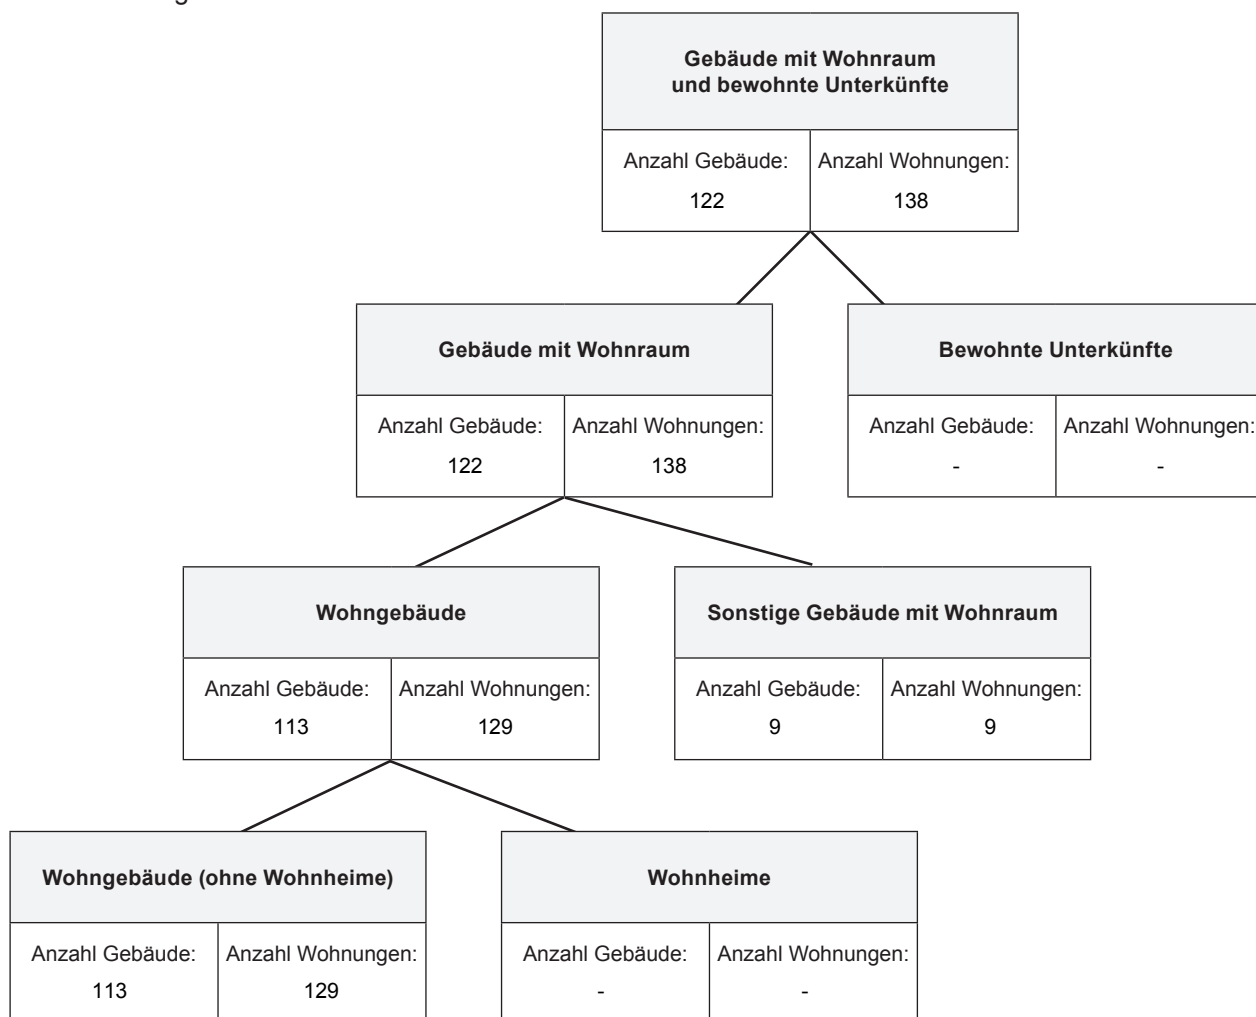 Gebäude mit Wohnraum
und bewohnte Unterkünfte
Anzahl Gebäude: Anzahl Wohnungen:
122 138
Gebäude mit Wohnraum
Anzahl Gebäude: Anzahl Wohnungen:
122 138
Bewohnte Unterkünfte
Anzahl Gebäude: Anzahl Wohnungen:
- -
Wohngebäude
Anzahl Gebäude: Anzahl Wohnungen:
113 129
Sonstige Gebäude mit Wohnraum
Anzahl Gebäude: Anzahl Wohnungen:
9 9
Wohngebäude (ohne Wohnheime)
Anzahl Gebäude: Anzahl Wohnungen:
113 129
Wohnheime
Anzahl Gebäude: Anzahl Wohnungen:
- -